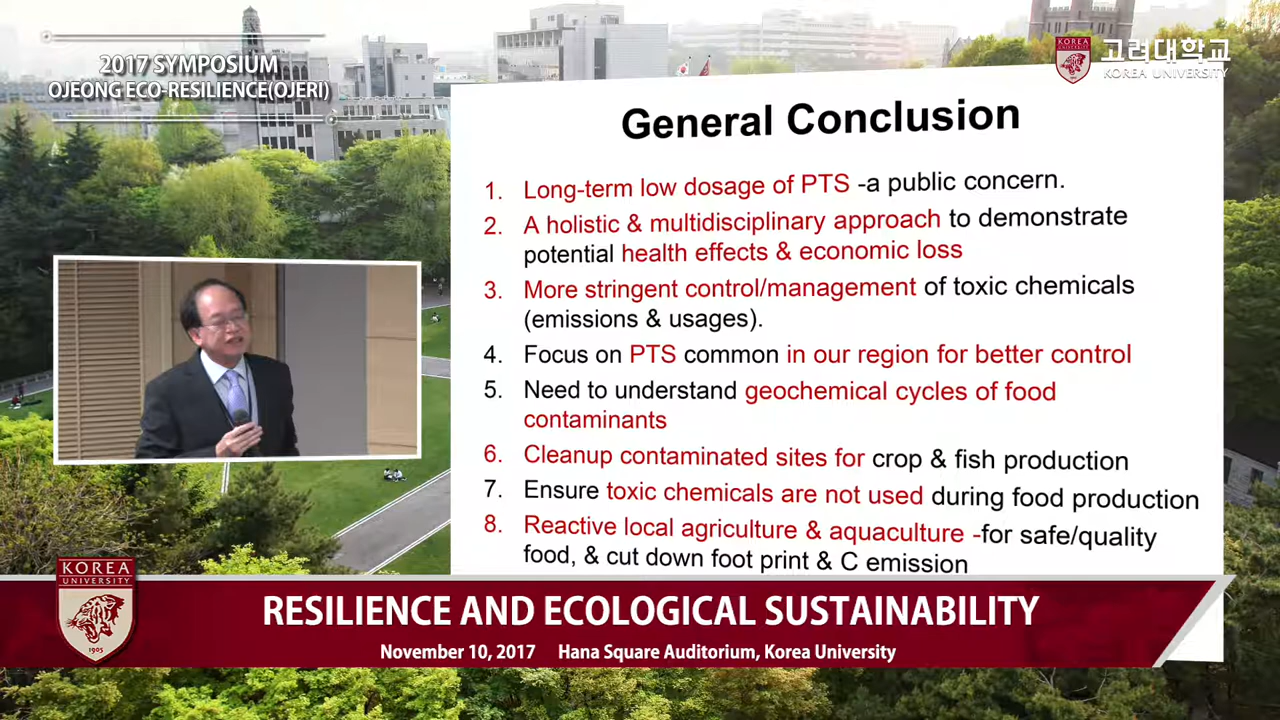 2017 SYMPOSIUM
OJEONG ECO-RESILIENCE(OJERI)
KOREA
UNIVERSITY
고려대학교
KOREA UNIVERSITY
General Conclusion
1. Long-term low dosage of PTS -a public concern.
2. A holistic & multidisciplinary approach to demonstrate
potential health effects & economic loss
3. More stringent control/management of toxic chemicals
(emissions & usages).
4. Focus on PTS common in our region for better control
5. Need to understand geochemical cycles of food
contaminants
6. Cleanup contaminated sites for crop & fish production
7. Ensure toxic chemicals are not used during food production
8. Reactive local agriculture & aquaculture -for safe/quality
food, & cut down foot print & C emission
KOREA
UNIVERSITY
1905
RESILIENCE AND ECOLOGICAL SUSTAINABILITY
November 10, 2017 Hana Square Auditorium, Korea University